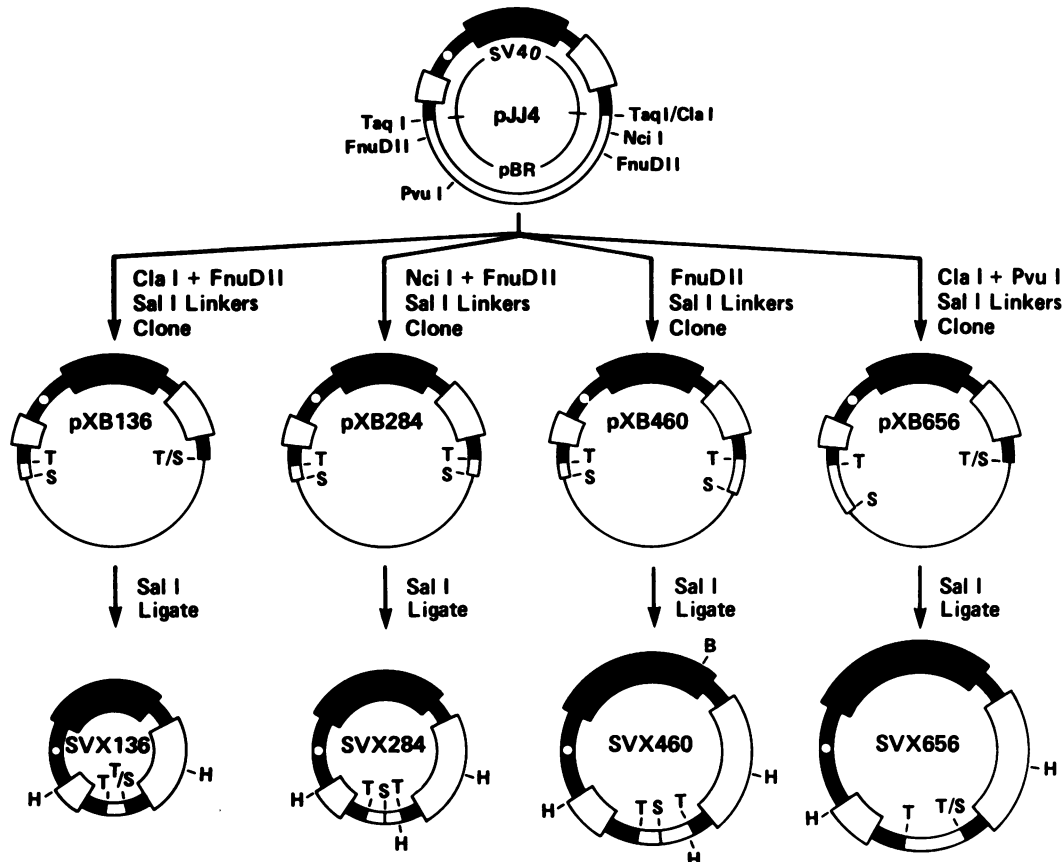 SV40
pJJ4
pBR
Taq I
FnuDII
Pvu I
Taq I/Cla I
Nci I
FnuDII
Cla I + FnuDII
Sal I Linkers
Clone
Nci I + FnuDII
Sal I Linkers
Clone
FnuDII
Sal I Linkers
Clone
Cla I + Pvu I
Sal I Linkers
Clone
pXB136
T
S
T/S
pXB284
T
S
T
S
pXB460
T
S
T
S
pXB656
T
S
T/S
Sal I
Ligate
Sal I
Ligate
Sal I
Ligate
Sal I
Ligate
SVX136
T
T/S
H
H
SVX284
T
S
T
H
H
H
B
SVX460
T
S
T
H
H
H
SVX656
T
T/S
H
H